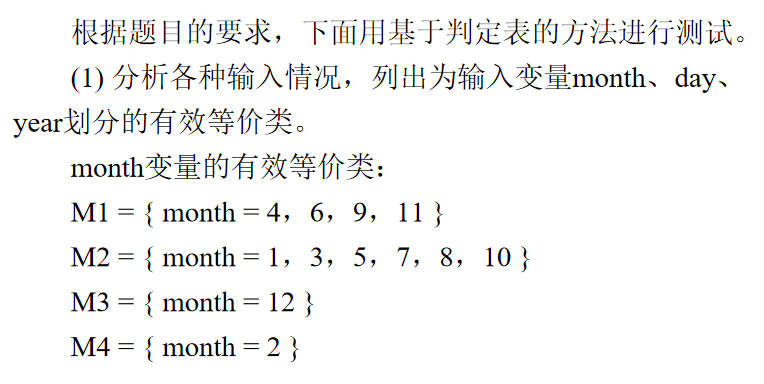 根据题目的要求，下面用基于判定表的方法进行测试。
(1) 分析各种输入情况，列出为输入变量month、day、
year划分的有效等价类。
month变量的有效等价类：
M1 = { month = 4，6，9，11 }
M2 = { month = 1，3，5，7，8，10 }
M3 = { month = 12 }
M4 = { month = 2 }